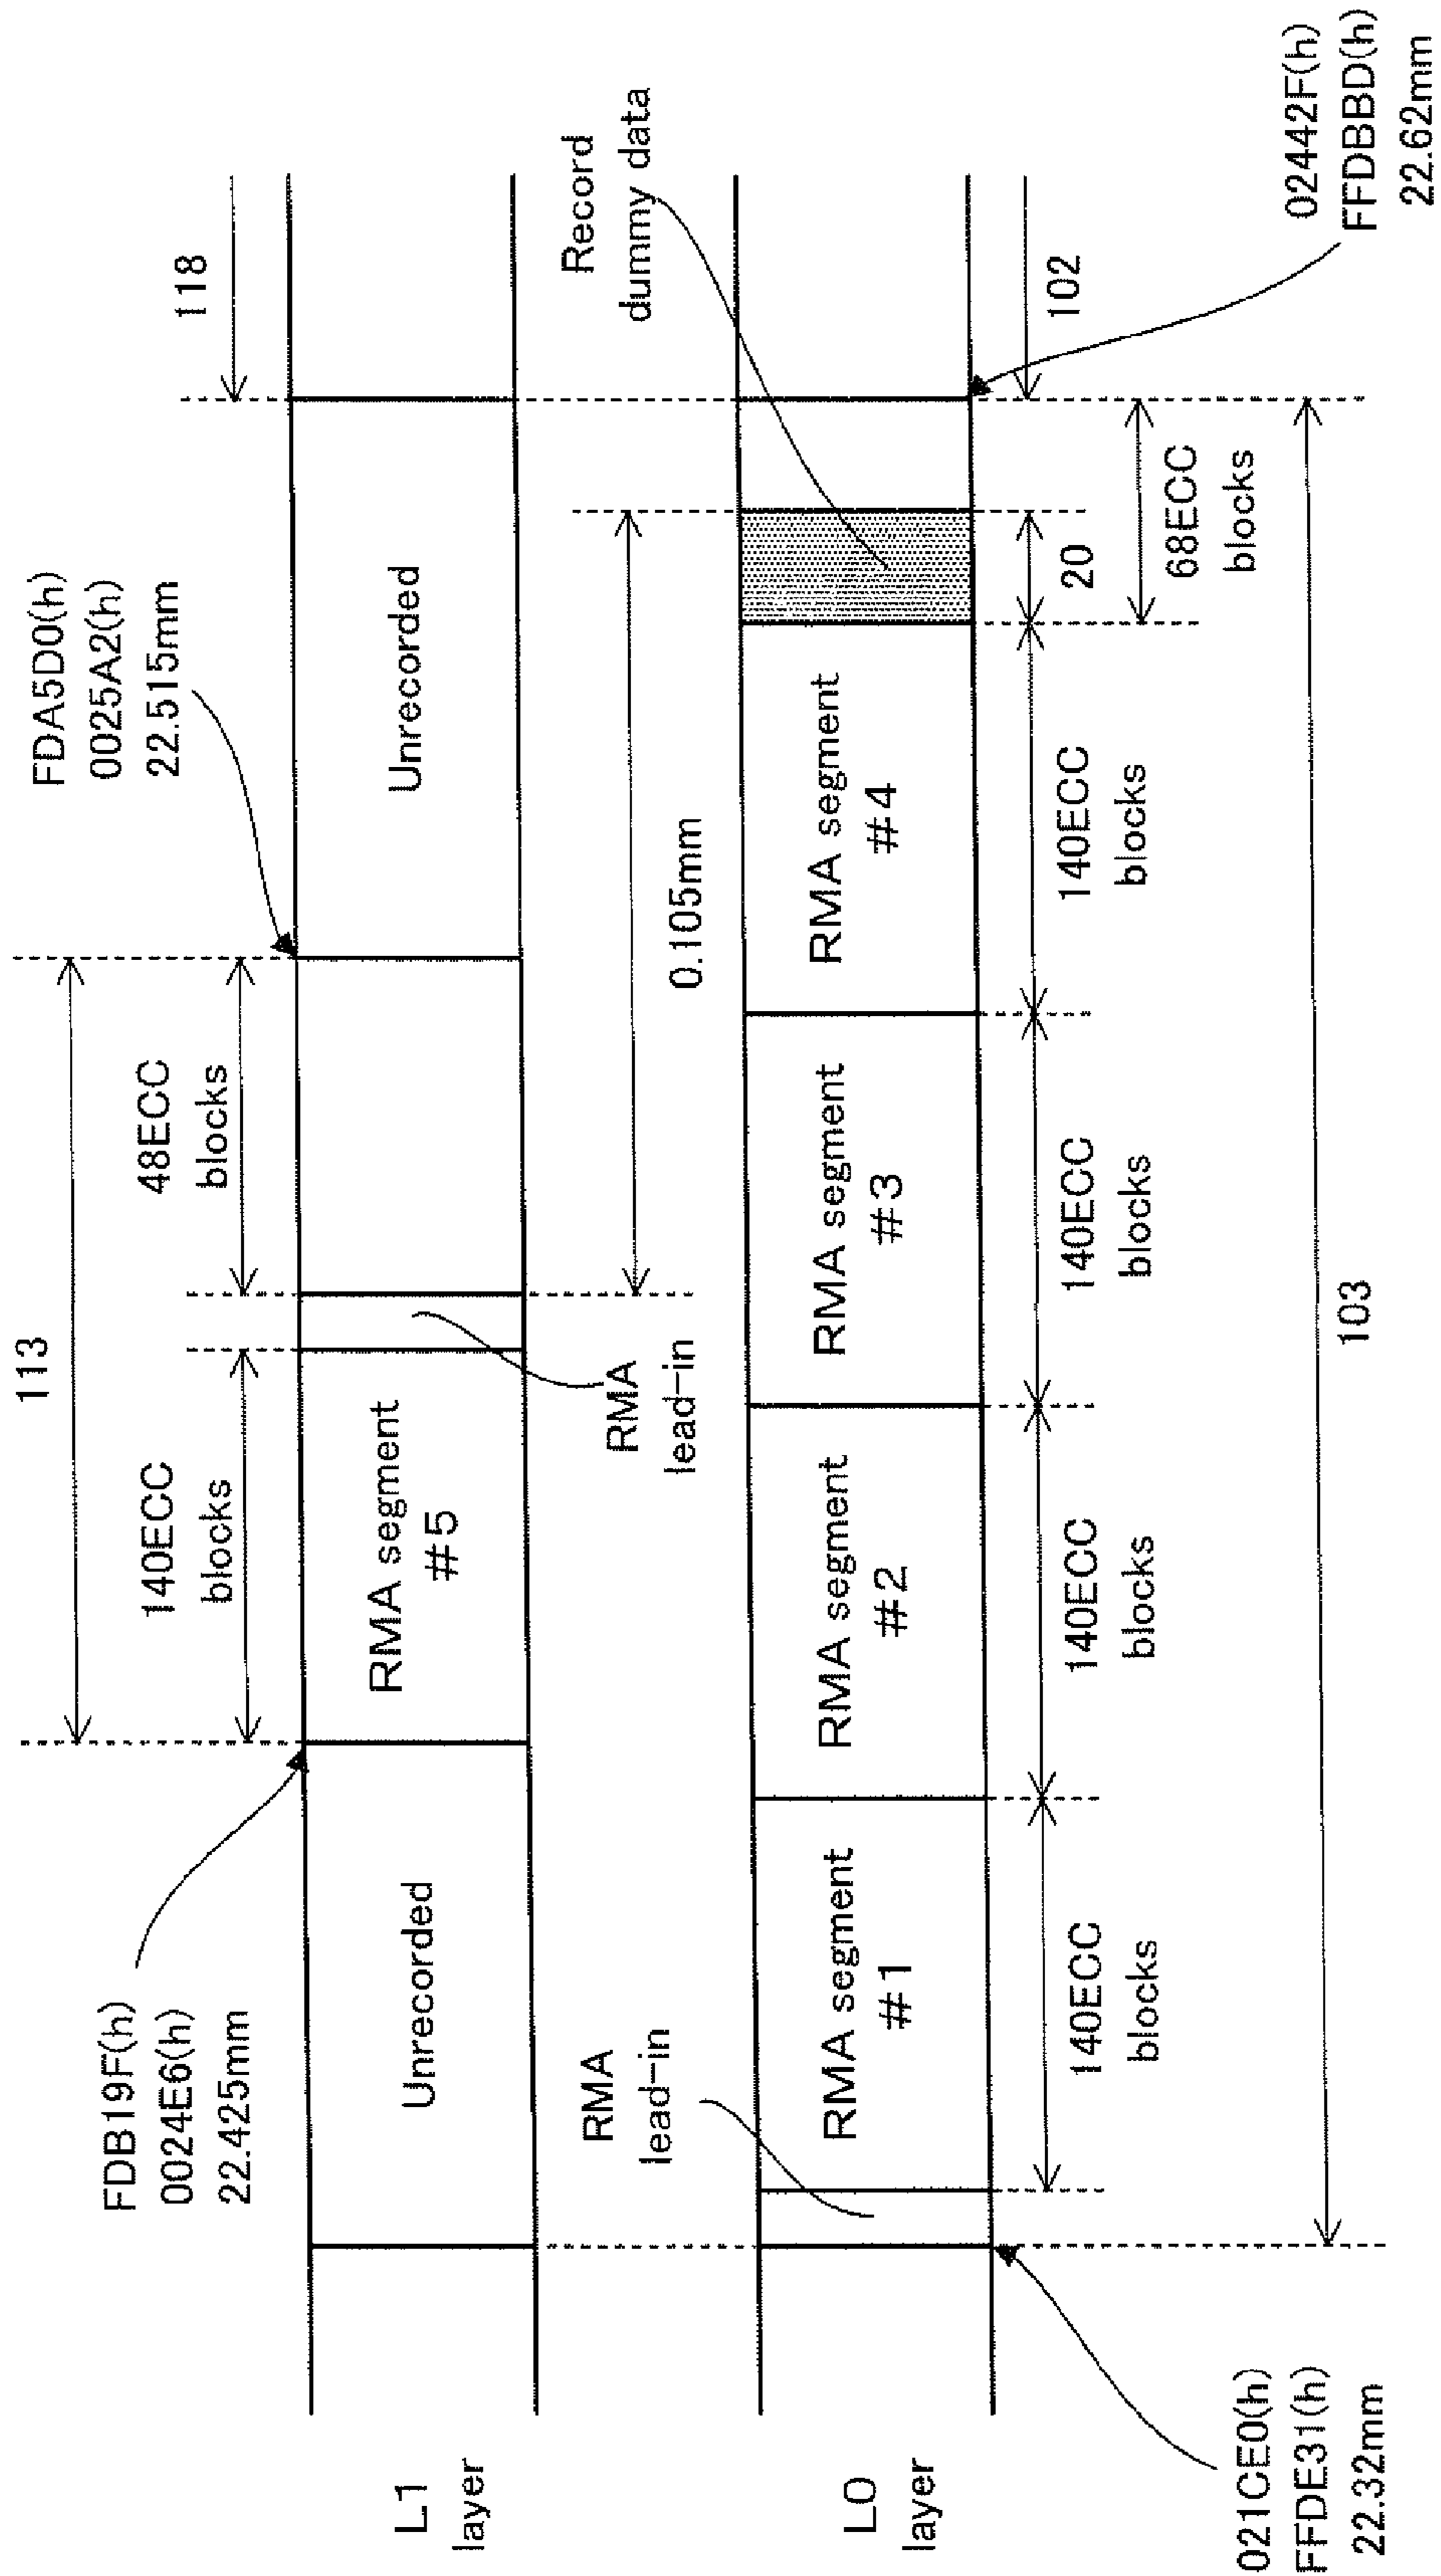 113
118
FDB19F(h)
0024E6(h)
22.425mm
140ECC
blocks
48ECC
blocks
FDA5D0(h)
0025A2(h)
22.515mm
L1
layer
Unrecorded
RMA segment
#5
Unrecorded
RMA
lead-in
RMA
lead-in
0.105mm
Record
dummy data
L0
layer
RMA segment
#1
RMA segment
#2
RMA segment
#3
RMA segment
#4
140ECC
blocks
140ECC
blocks
140ECC
blocks
140ECC
blocks
20
102
68ECC
blocks
103
021CE0(h)
FFDE31(h)
22.32mm
02442F(h)
FFDBBD(h)
22.62mm